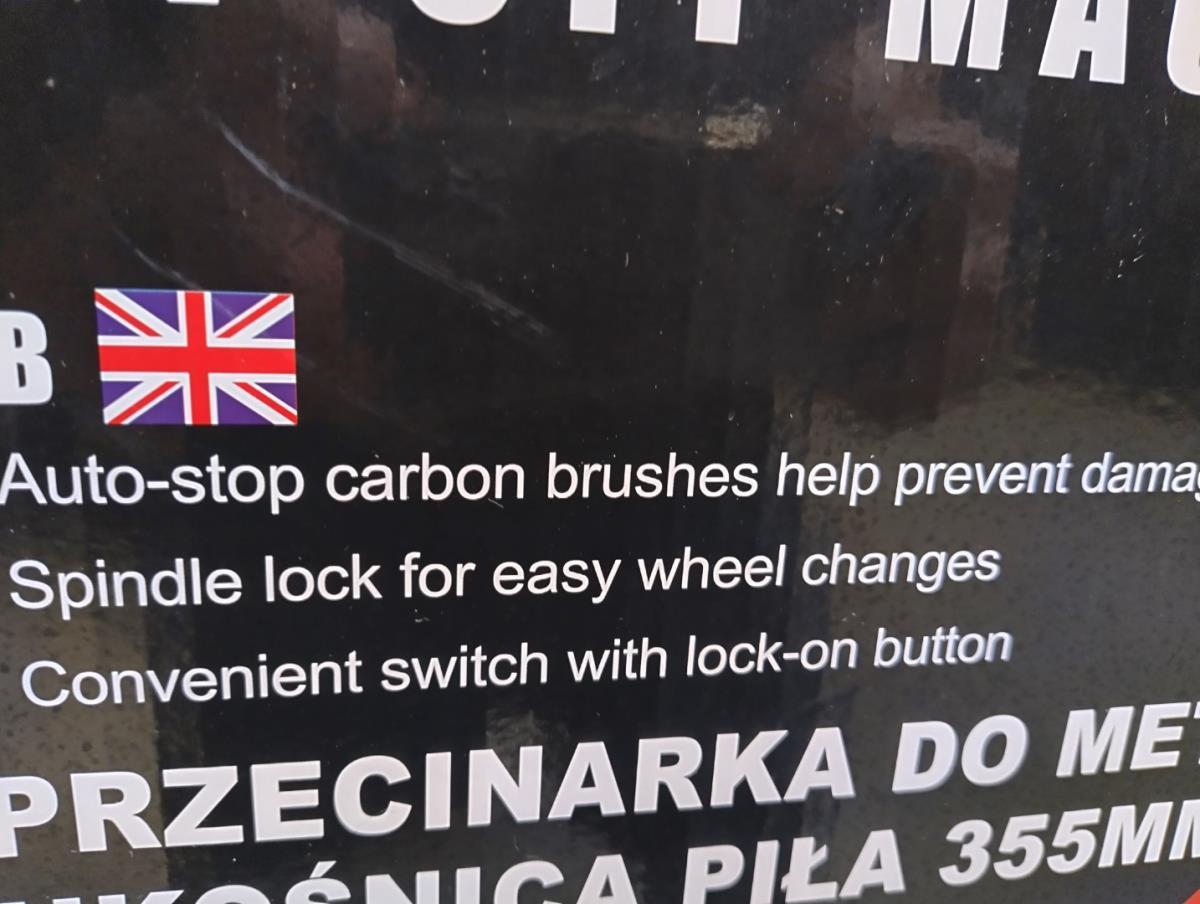 B
Auto-stop carbon brushes help prevent
Spindle lock for easy wheel changes
Convenient switch with lock-on button
PRZECINARKA DO
PIŁA 355MM